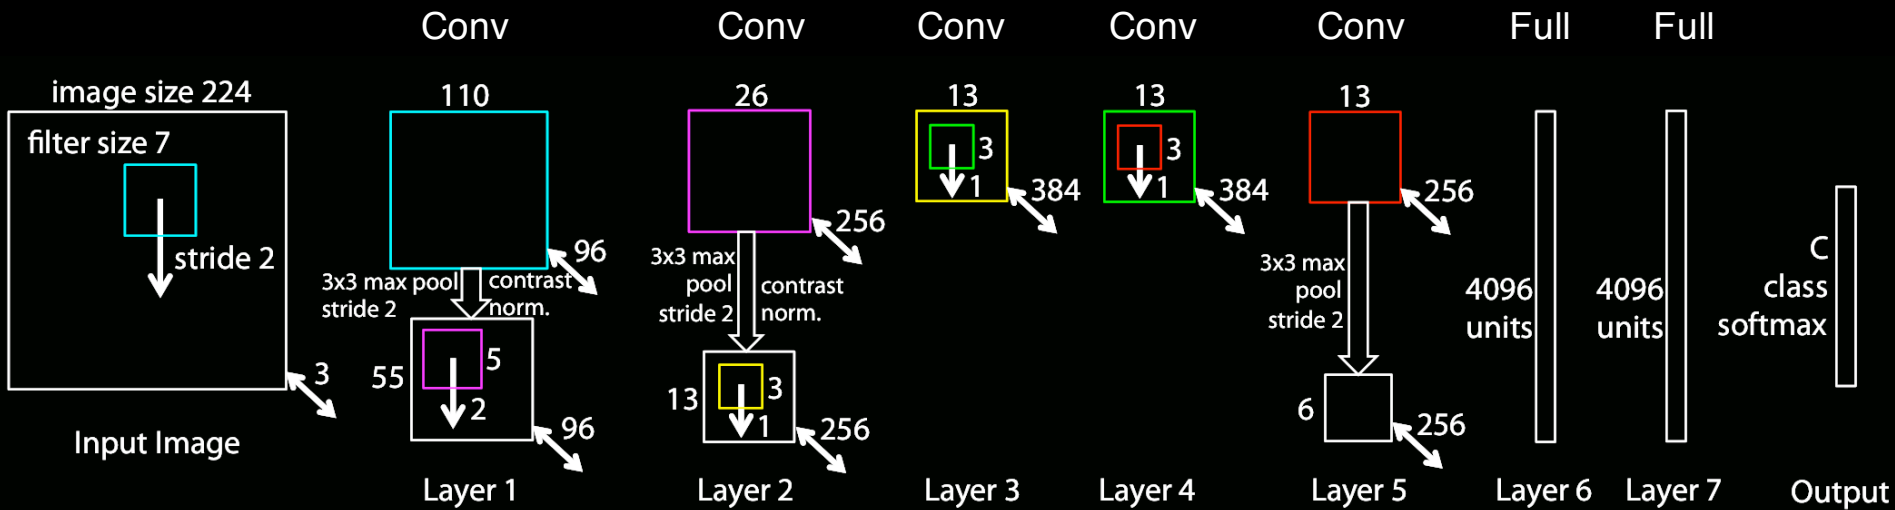 Conv
Conv
Conv
Conv
Conv
Full
Full
image size 224
filter size 7
stride 2
3
Input Image
110
96
3x3 max pool
stride 2
contrast
norm.
55
5
2
96
Layer 1
26
256
3x3 max
pool
stride 2
contrast
norm.
13
3
1
256
Layer 2
13
3
1
384
Layer 3
13
3
1
384
Layer 4
13
256
3x3 max
pool
stride 2
6
256
Layer 5
4096
units
Layer 6
4096
units
Layer 7
C
class
softmax
Output